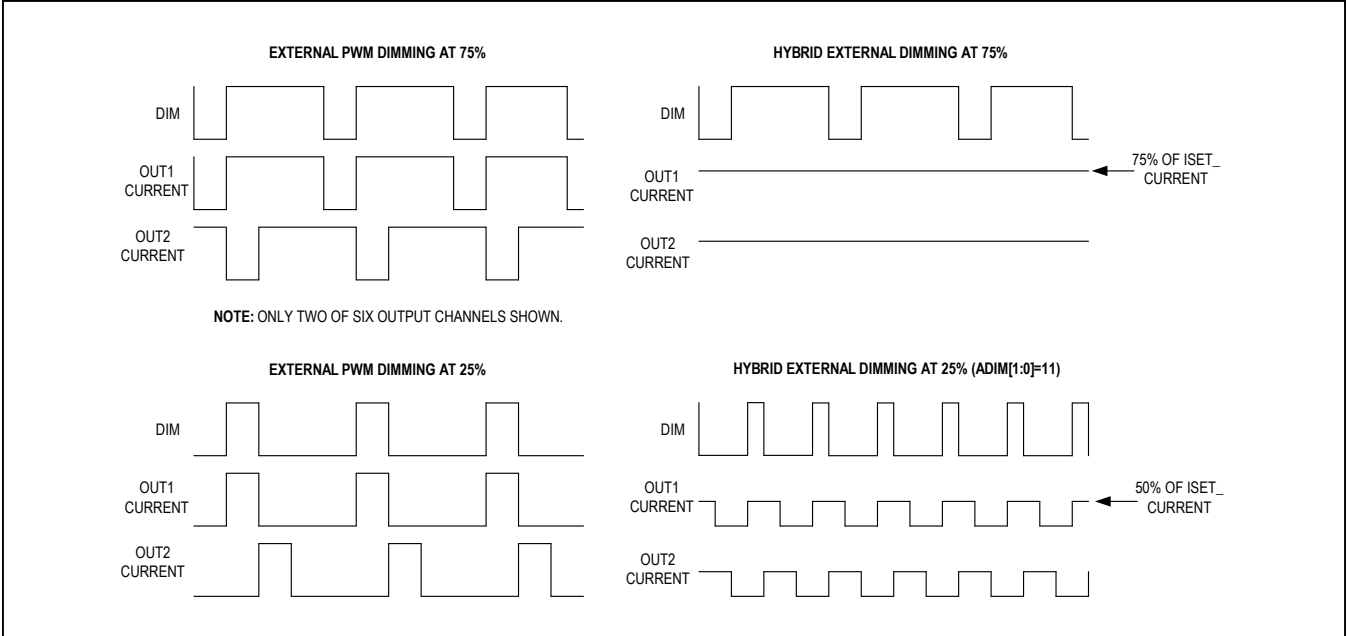 EXTERNAL PWM DIMMING AT 75%
DIM
OUT1
CURRENT
OUT2
CURRENT
NOTE: ONLY TWO OF SIX OUTPUT CHANNELS SHOWN.
HYBRID EXTERNAL DIMMING AT 75%
DIM
OUT1
CURRENT
75% OF ISET_
CURRENT
OUT2
CURRENT
EXTERNAL PWM DIMMING AT 25%
DIM
OUT1
CURRENT
OUT2
CURRENT
HYBRID EXTERNAL DIMMING AT 25% (ADIM[1:0]=11)
DIM
OUT1
CURRENT
50% OF ISET_
CURRENT
OUT2
CURRENT